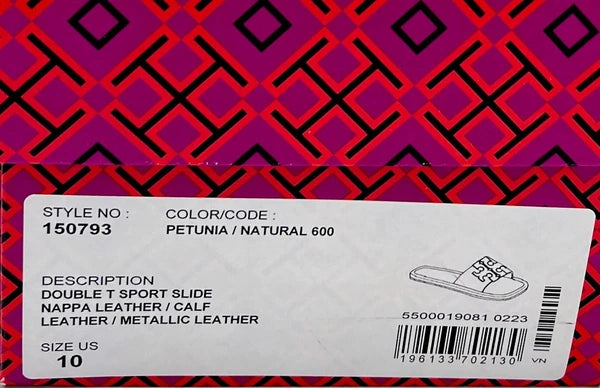 STYLE NO : COLOR/CODE :
150793 PETUNIA / NATURAL 600
DESCRIPTION
DOUBLE T SPORT SLIDE
NAPPA LEATHER / CALF
LEATHER / METALLIC LEATHER
SIZE US
10
5500019081 0223
196133 702130
VN